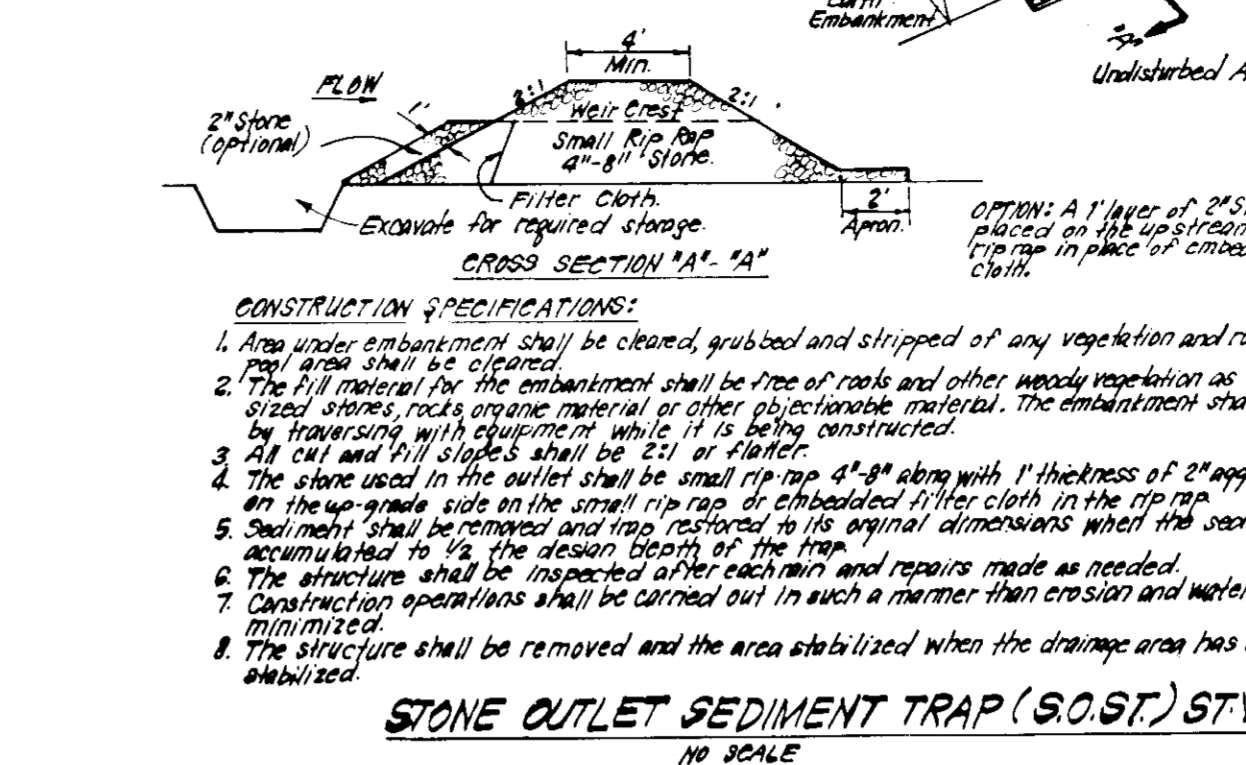 Embankment
Undisturbed A
4'
Min.
FLOW
2:1
2:1
1'
2" Stone
(optional)
Weir Crest
Small Rip Rap
4"-8" Stone.
Filter Cloth.
Excavate for required storage.
2'
Apron.
OPTION: A 1' layer of 2" S
placed on the upstrean
rip rap in place of embed
cloth.
CROSS SECTION "A"-"A"
CONSTRUCTION SPECIFICATIONS:
1. Area under embankment shall be cleared, grubbed and stripped of any vegetation and ro
pool area shall be cleared.
2. The fill material for the embankment shall be free of roots and other woody vegetation as
sized stones, rocks, organic material or other objectionable material. The embankment sha
by traversing with equipment while it is being constructed.
3. All cut and fill slopes shall be 2:1 or flatter.
4. The stone used in the outlet shall be small rip-rap 4"-8" along with 1' thickness of 2" agg
on the up-grade side on the small rip rap or embedded filter cloth in the rip rap
5. Sediment shall be removed and trap restored to its orginal dimensions when the sed
accumulated to 1/2 the design depth of the trap.
6. The structure shall be inspected after each rain and repairs made as needed.
7. Construction operations shall be carried out in such a manner than erosion and water
minimized.
8. The structure shall be removed and the area stabilized when the drainage area has
stabilized.
STONE OUTLET SEDIMENT TRAP (S.O.S.T.) ST-V
NO SCALE